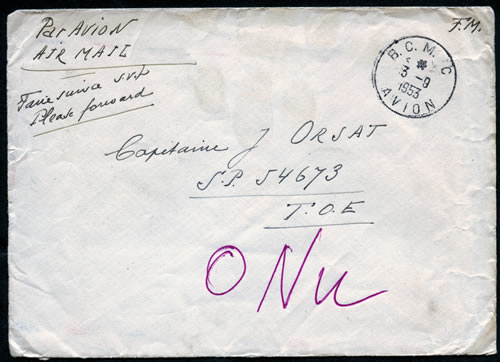 Par AVION
AIR MAIL
F.M.
Faire suivre s.v.p
Please forward
B.C.M. C
3-9
1953
AVION
Capitaine J ORSAT
S.P. 54673
T.O.E
ONU